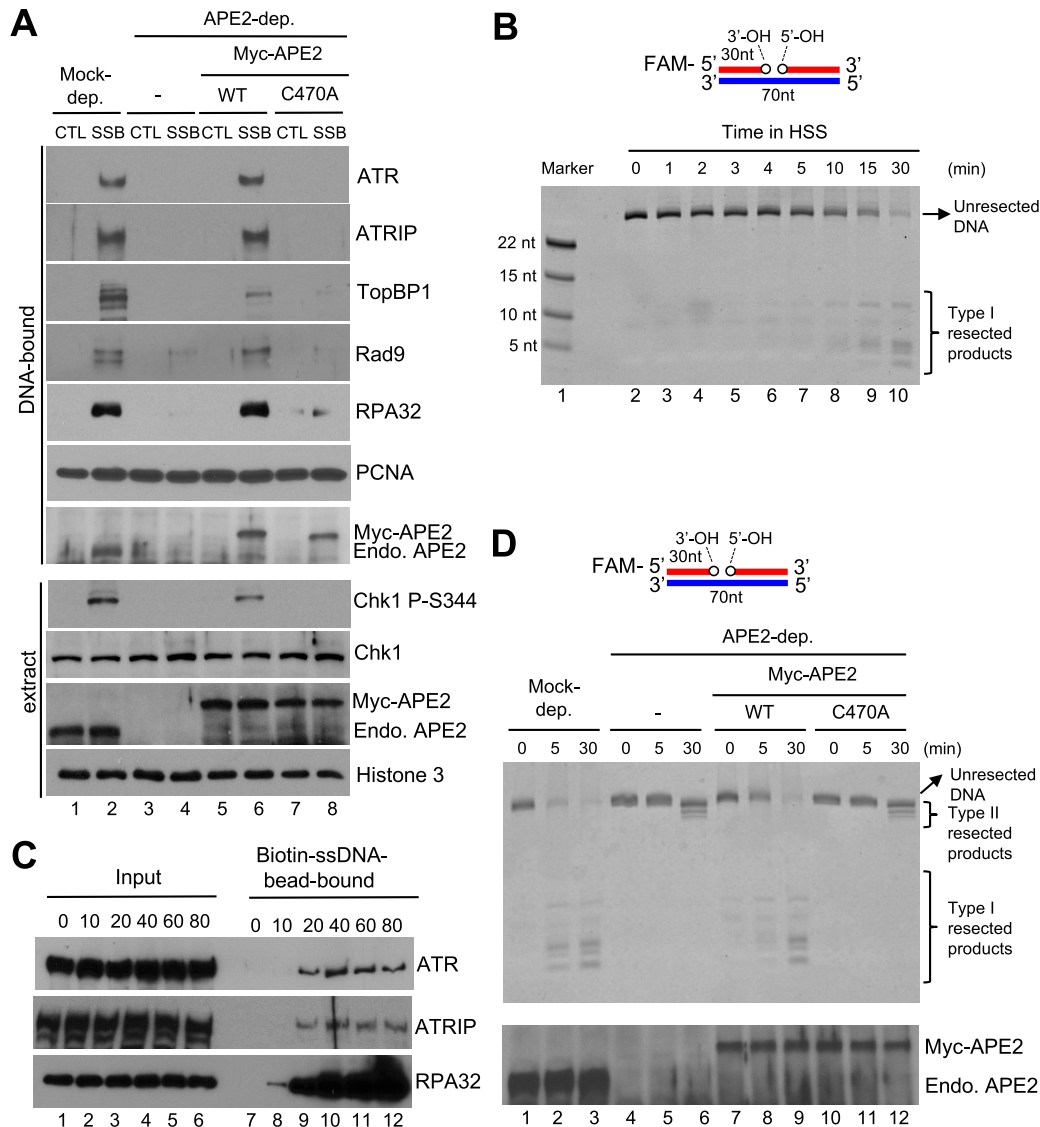 A
APE2-dep.
Myc-APE2
Mock-
dep.
-
WT
C470A
CTL SSB CTL SSB CTL SSB CTL SSB
DNA-bound
ATR
ATRIP
TopBP1
Rad9
RPA32
PCNA
Myc-APE2
Endo. APE2
extract
Chk1 P-S344
Chk1
Myc-APE2
Endo. APE2
Histone 3
1 2 3 4 5 6 7 8
B
3'-OH 5'-OH
30nt
FAM- 5' 3'
3' 5'
70nt
Time in HSS
Marker 0 1 2 3 4 5 10 15 30 (min)
Unresected
DNA
22 nt
15 nt
10 nt
5 nt
Type I
resected
products
1 2 3 4 5 6 7 8 9 10
C
Input
Biotin-ssDNA-
bead-bound
0 10 20 40 60 80 0 10 20 40 60 80
ATR
ATRIP
RPA32
1 2 3 4 5 6 7 8 9 10 11 12
D
3'-OH 5'-OH
30nt
FAM- 5' 3'
3' 5'
70nt
APE2-dep.
Myc-APE2
Mock-
dep.
-
WT
C470A
0 5 30 0 5 30 0 5 30 0 5 30 (min)
Unresected
DNA
Type II
resected
products
Type I
resected
products
Myc-APE2
Endo. APE2
1 2 3 4 5 6 7 8 9 10 11 12